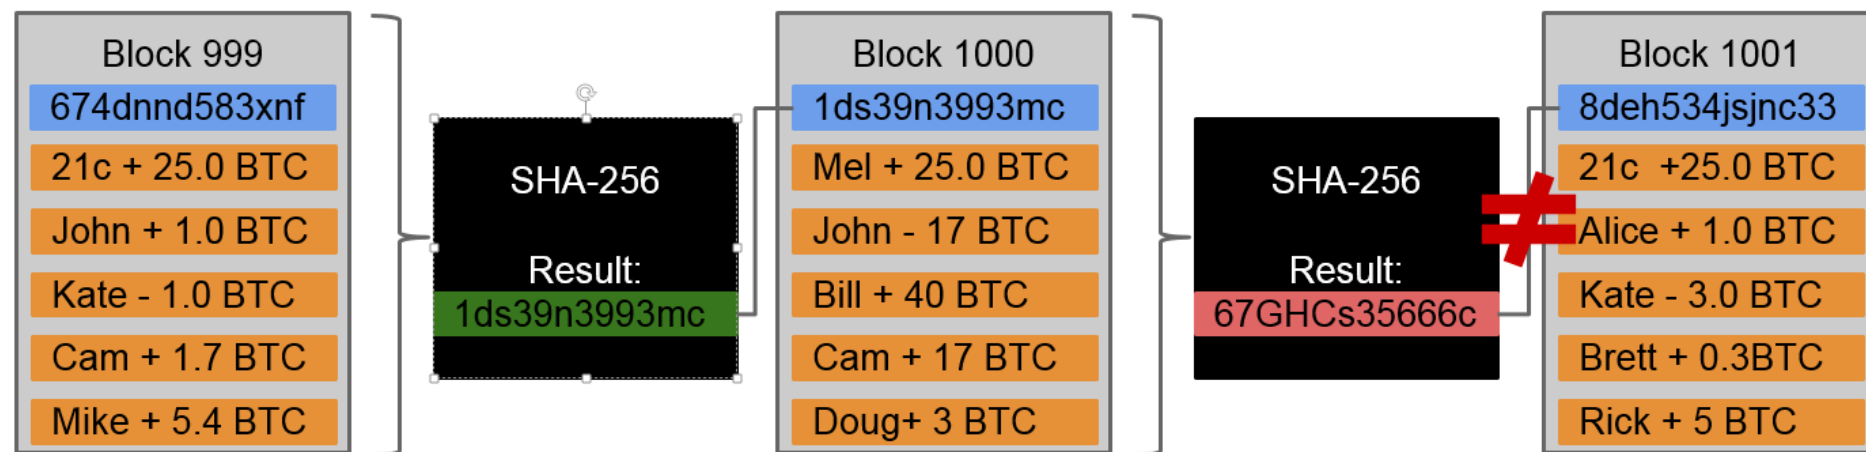 Block 999
674dnnd583xnf
21c + 25.0 BTC
John + 1.0 BTC
Kate - 1.0 BTC
Cam + 1.7 BTC
Mike + 5.4 BTC
SHA-256
Result:
1ds39n3993mc
Block 1000
1ds39n3993mc
Mel + 25.0 BTC
John - 17 BTC
Bill + 40 BTC
Cam + 17 BTC
Doug+ 3 BTC
SHA-256
Result:
67GHCs35666c
≠
Block 1001
8deh534jsjnc33
21c  +25.0 BTC
Alice + 1.0 BTC
Kate - 3.0 BTC
Brett + 0.3BTC
Rick + 5 BTC